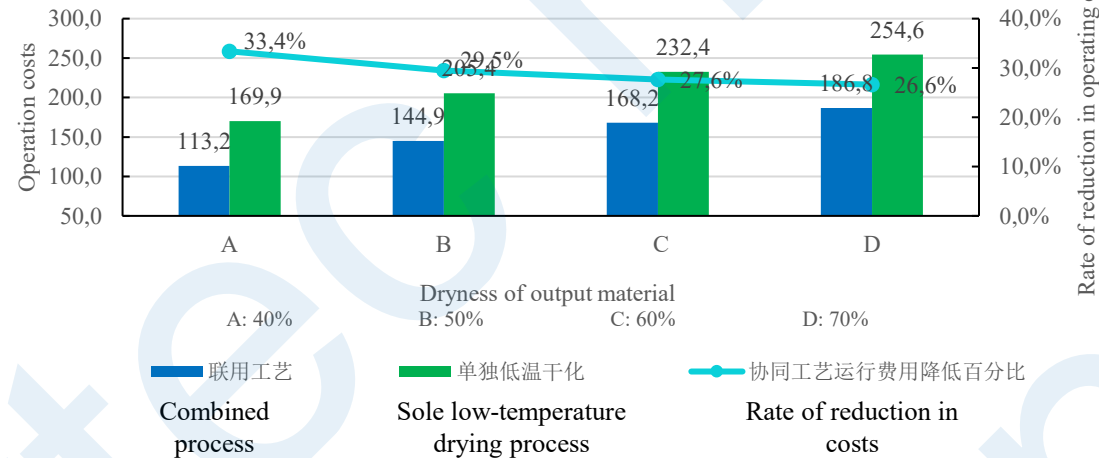 300,0
250,0
200,0
150,0
100,0
50,0
Operation costs
40,0%
30,0%
20,0%
10,0%
0,0%
Rate of reduction in operating
33,4%
29,5%
27,6%
26,6%
113,2
169,9
144,9
205,4
168,2
232,4
186,8
254,6
A B C D
Dryness of output material
A: 40% B: 50% C: 60% D: 70%
联用工艺 单独低温干化 协同工艺运行费用降低百分比
Combined Sole low-temperature Rate of reduction in
process drying process costs